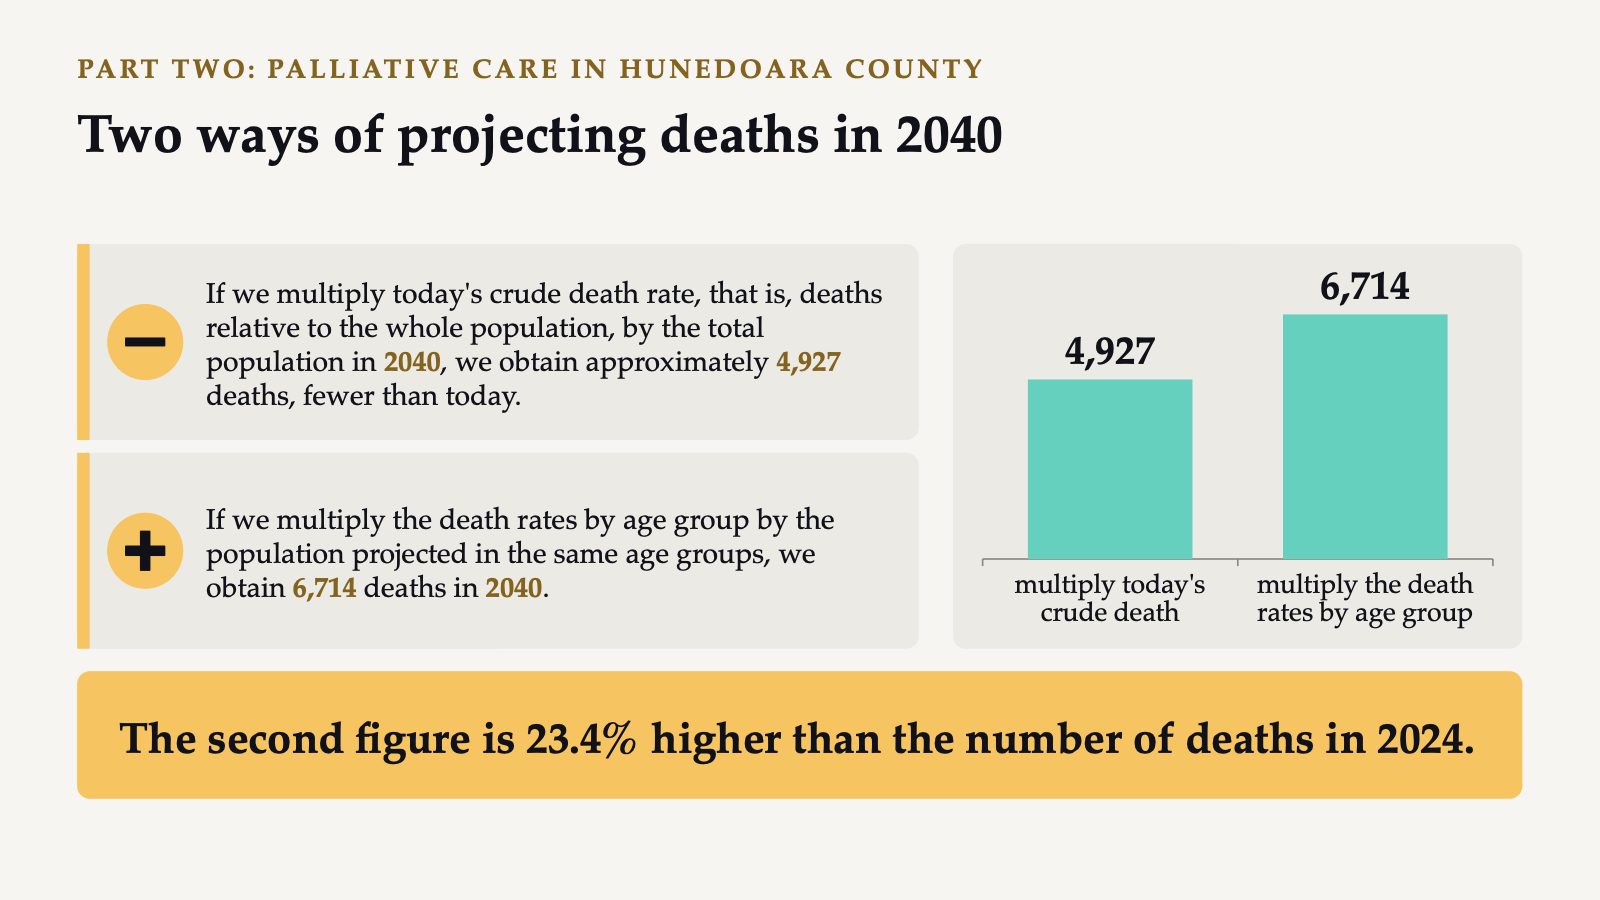 PART TWO: PALLIATIVE CARE IN HUNEDOARA COUNTY
Two ways of projecting deaths in 2040
If we multiply today's crude death rate, that is, deaths
relative to the whole population, by the total
population in 2040, we obtain approximately 4,927
deaths, fewer than today.
If we multiply the death rates by age group by the
population projected in the same age groups, we
obtain 6,714 deaths in 2040.
4,927
6,714
multiply today's
crude death
multiply the death
rates by age group
The second figure is 23.4% higher than the number of deaths in 2024.